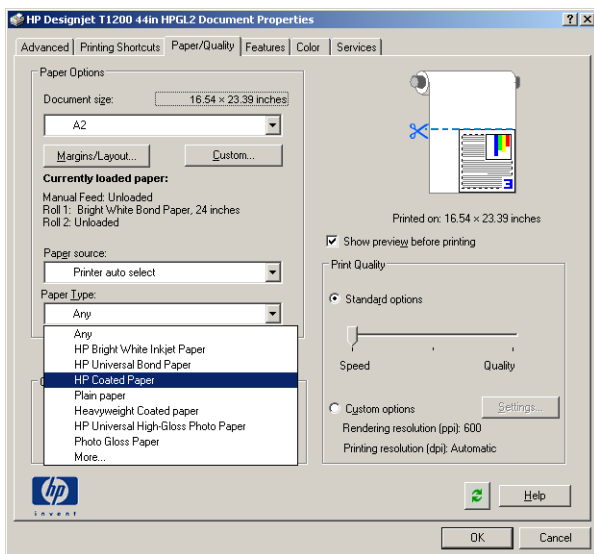 HP Designjet T1200 44in HPGL2 Document Properties
Advanced Printing Shortcuts Paper/Quality Features Color Services
Paper Options
Document size: 16.54 × 23.39 inches
A2
Margins/Layout... Custom...
Currently loaded paper:
Manual Feed: Unloaded
Roll 1: Bright White Bond Paper, 24 inches
Roll 2: Unloaded
Paper source:
Printer auto select
Paper Type:
Any
Any
HP Bright White Inkjet Paper
HP Universal Bond Paper
HP Coated Paper
Plain paper
Heavyweight Coated paper
HP Universal High-Gloss Photo Paper
Photo Gloss Paper
More...
3
Printed on: 16.54 × 23.39 inches
Show preview before printing
Print Quality
Standard options
Speed Quality
Custom options Settings...
Rendering resolution (ppi): 600
Printing resolution (dpi): Automatic
hp
invent
Help
OK Cancel